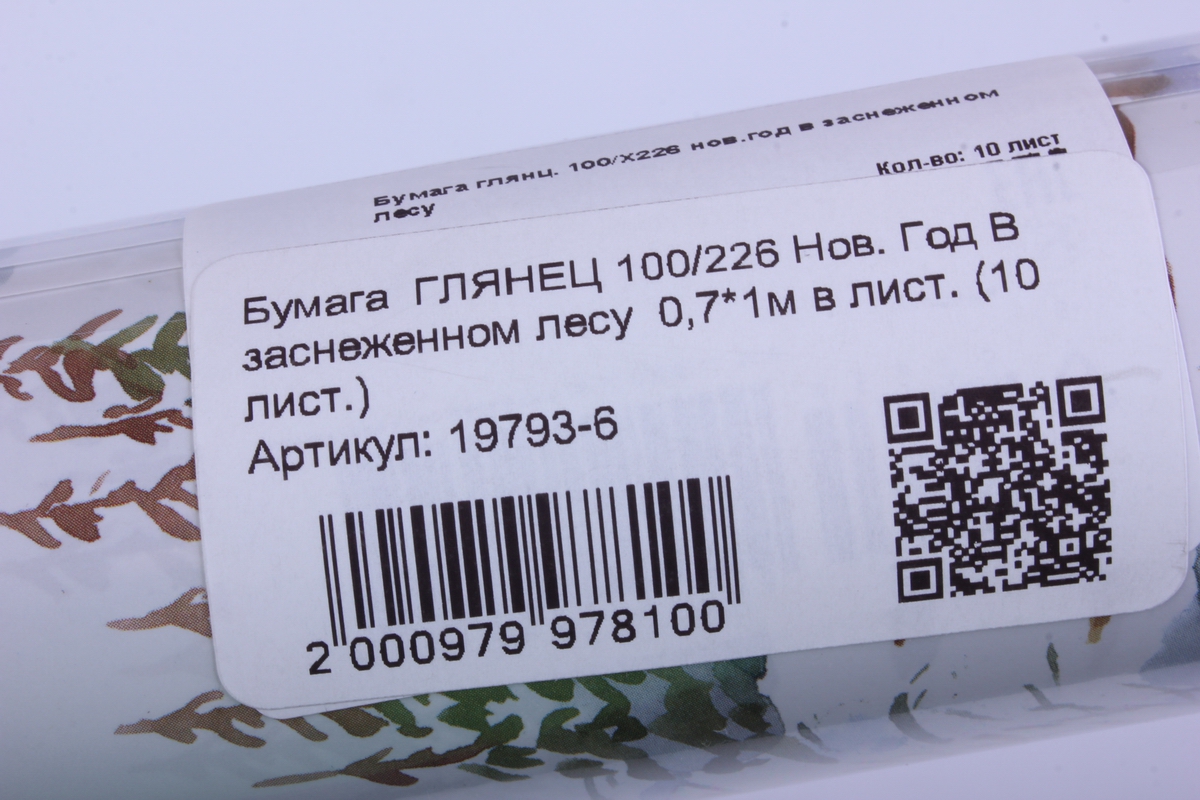 Бумага глянц. 100/X226 нов.год в заснеженном
лесу
Кол-во: 10 лист
Бумага ГЛЯНЕЦ 100/226 Нов. Год В
заснеженном лесу 0,7*1м в лист. (10
лист.)
Артикул: 19793-6
2 000979 978100